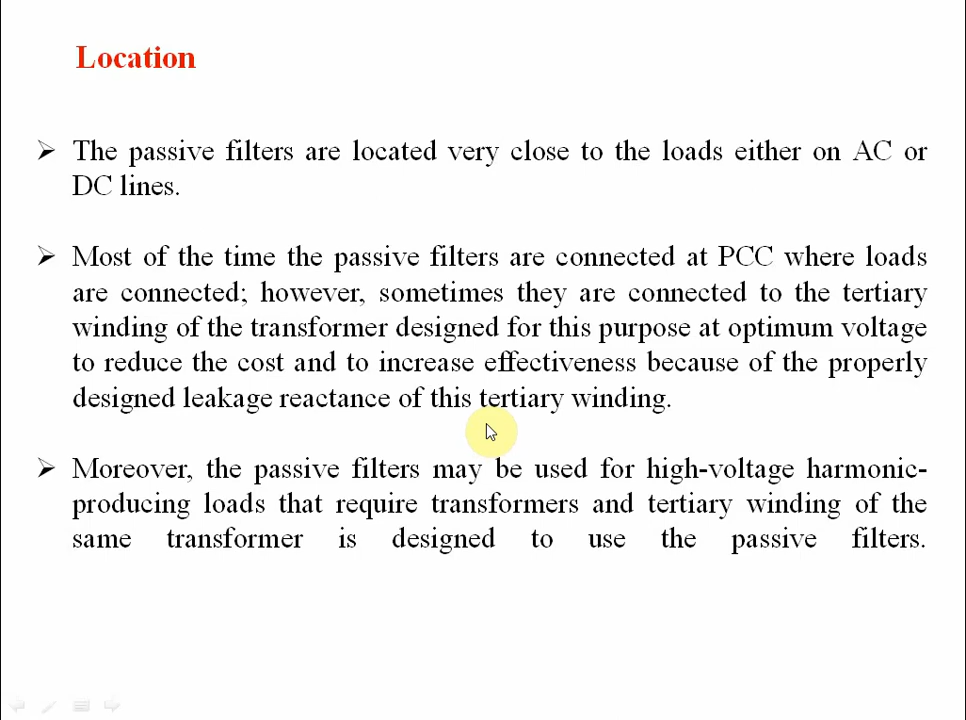 Location
The passive filters are located very close to the loads either on AC or
DC lines.
Most of the time the passive filters are connected at PCC where loads
are connected; however, sometimes they are connected to the tertiary
winding of the transformer designed for this purpose at optimum voltage
to reduce the cost and to increase effectiveness because of the properly
designed leakage reactance of this tertiary winding.
Moreover, the passive filters may be used for high-voltage harmonic-
producing loads that require transformers and tertiary winding of the
same transformer is designed to use the passive filters.